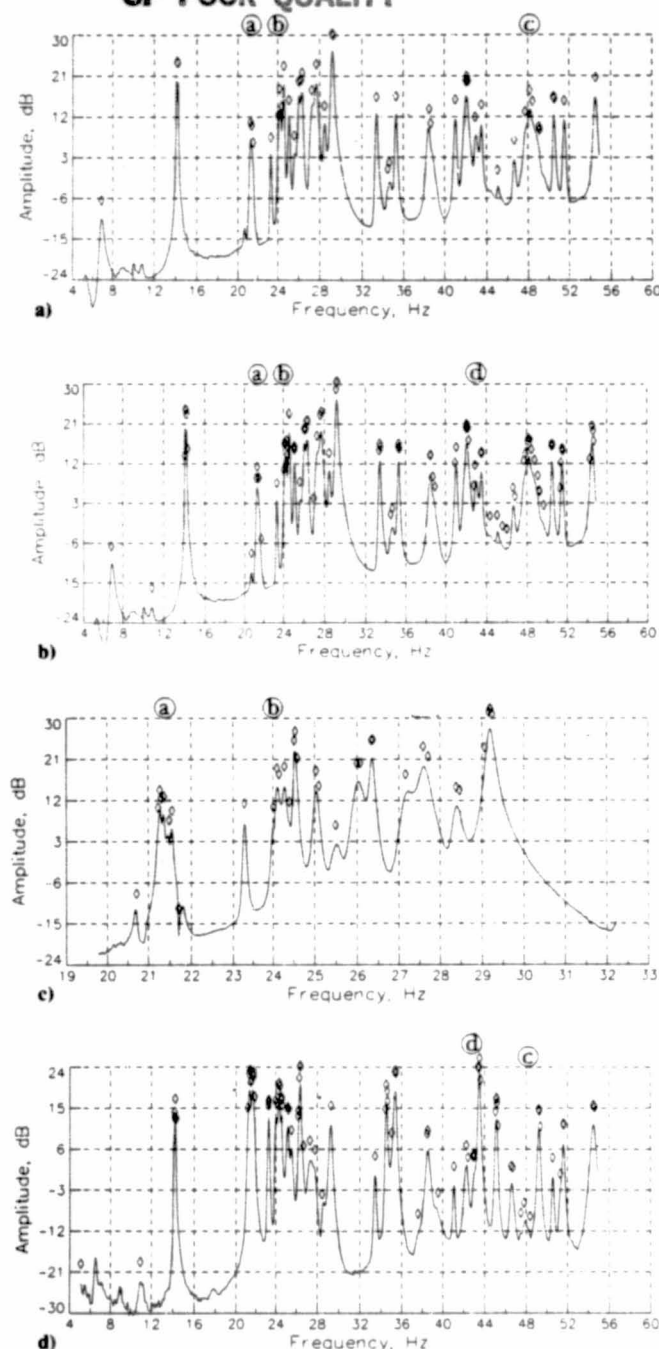 OF POOR QUALITY
ⓐ ⓑ ⓒ
30
21
12
3
-6
-15
-24
Amplitude, dB
4 8 12 16 20 24 28 32 36 40 44 48 52 56 60
Frequency, Hz
a)
ⓐ ⓑ ⓓ
30
21
12
3
-6
-15
-24
Amplitude, dB
4 8 12 16 20 24 28 32 36 40 44 48 52 56 60
Frequency, Hz
b)
ⓐ ⓑ
30
21
12
3
-6
-15
-24
Amplitude, dB
19 20 21 22 23 24 25 26 27 28 29 30 31 32 33
Frequency, Hz
c)
ⓓ ⓒ
24
15
6
-3
-12
-21
-30
Amplitude, dB
4 8 12 16 20 24 28 32 36 40 44 48 52 56 60
Frequency, Hz
d)